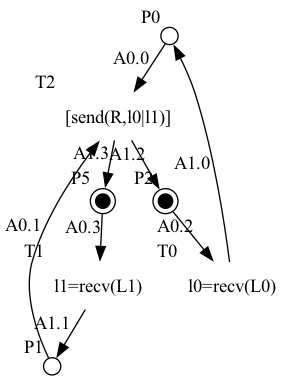 P0
A0.0
T2
[send(R,l0|l1)]
A1.3
A1.2
P5
P2
A1.0
A0.1
A0.3
A0.2
T1
T0
l1=recv(L1)
l0=recv(L0)
A1.1
P1